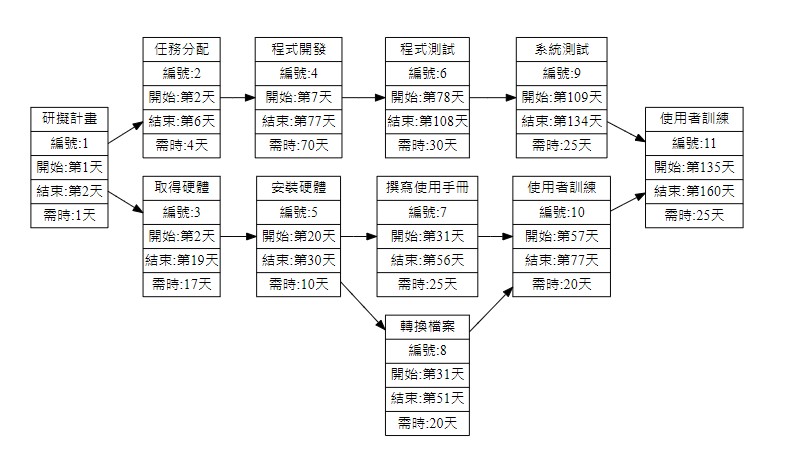 研擬計畫
編號:1
開始:第1天
結束:第2天
需時:1天
任務分配
編號:2
開始:第2天
結束:第6天
需時:4天
取得硬體
編號:3
開始:第2天
結束:第19天
需時:17天
程式開發
編號:4
開始:第7天
結束:第77天
需時:70天
安裝硬體
編號:5
開始:第20天
結束:第30天
需時:10天
程式測試
編號:6
開始:第78天
結束:第108天
需時:30天
撰寫使用手冊
編號:7
開始:第31天
結束:第56天
需時:25天
轉換檔案
編號:8
開始:第31天
結束:第51天
需時:20天
系統測試
編號:9
開始:第109天
結束:第134天
需時:25天
使用者訓練
編號:10
開始:第57天
結束:第77天
需時:20天
使用者訓練
編號:11
開始:第135天
結束:第160天
需時:25天